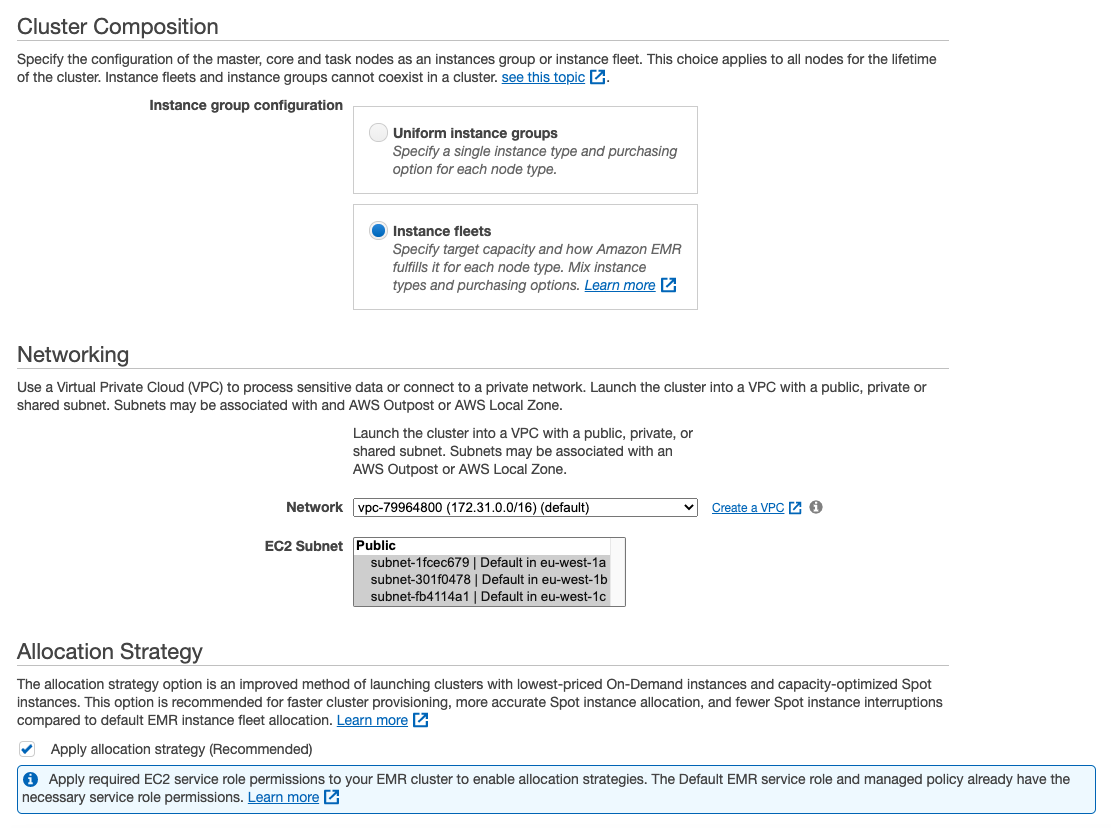 Cluster Composition
Specify the configuration of the master, core and task nodes as an instances group or instance fleet. This choice applies to all nodes for the lifetime
of the cluster. Instance fleets and instance groups cannot coexist in a cluster. see this topic.
Instance group configuration
Uniform instance groups
Specify a single instance type and purchasing
option for each node type.
Instance fleets
Specify target capacity and how Amazon EMR
fulfills it for each node type. Mix instance
types and purchasing options. Learn more
Networking
Use a Virtual Private Cloud (VPC) to process sensitive data or connect to a private network. Launch the cluster into a VPC with a public, private or
shared subnet. Subnets may be associated with and AWS Outpost or AWS Local Zone.
Launch the cluster into a VPC with a public, private, or
shared subnet. Subnets may be associated with an
AWS Outpost or AWS Local Zone.
Network vpc-79964800 (172.31.0.0/16) (default) Create a VPC
EC2 Subnet Public
subnet-1fcec679 | Default in eu-west-1a
subnet-301f0478 | Default in eu-west-1b
subnet-fb4114a1 | Default in eu-west-1c
Allocation Strategy
The allocation strategy option is an improved method of launching clusters with lowest-priced On-Demand instances and capacity-optimized Spot
instances. This option is recommended for faster cluster provisioning, more accurate Spot instance allocation, and fewer Spot instance interruptions
compared to default EMR instance fleet allocation. Learn more
Apply allocation strategy (Recommended)
Apply required EC2 service role permissions to your EMR cluster to enable allocation strategies. The Default EMR service role and managed policy already have the
necessary service role permissions. Learn more